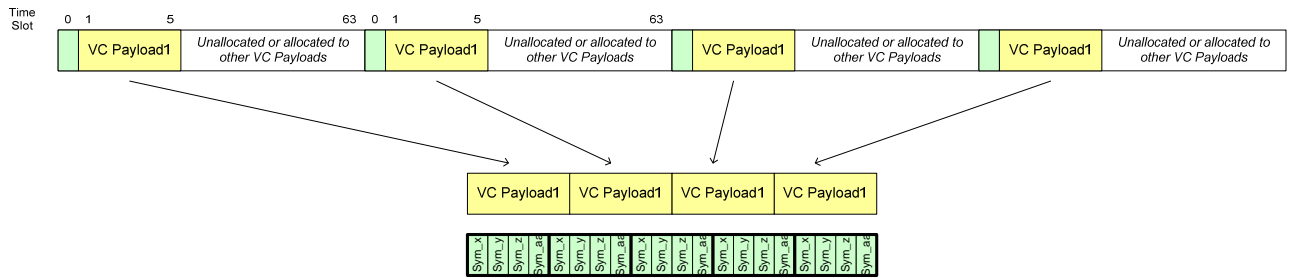 Time
Slot
0 1 5 63 0 1 5 63
VC Payload1
Unallocated or allocated to
other VC Payloads
VC Payload1
Unallocated or allocated to
other VC Payloads
VC Payload1
Unallocated or allocated to
other VC Payloads
VC Payload1
Unallocated or allocated to
other VC Payloads
VC Payload1 VC Payload1 VC Payload1 VC Payload1
Sym_x
Sym_y
Sym_z
Sym_aa
Sym_x
Sym_y
Sym_z
Sym_aa
Sym_x
Sym_y
Sym_z
Sym_aa
Sym_x
Sym_y
Sym_z
Sym_aa
Sym_x
Sym_y
Sym_z
Sym_aa